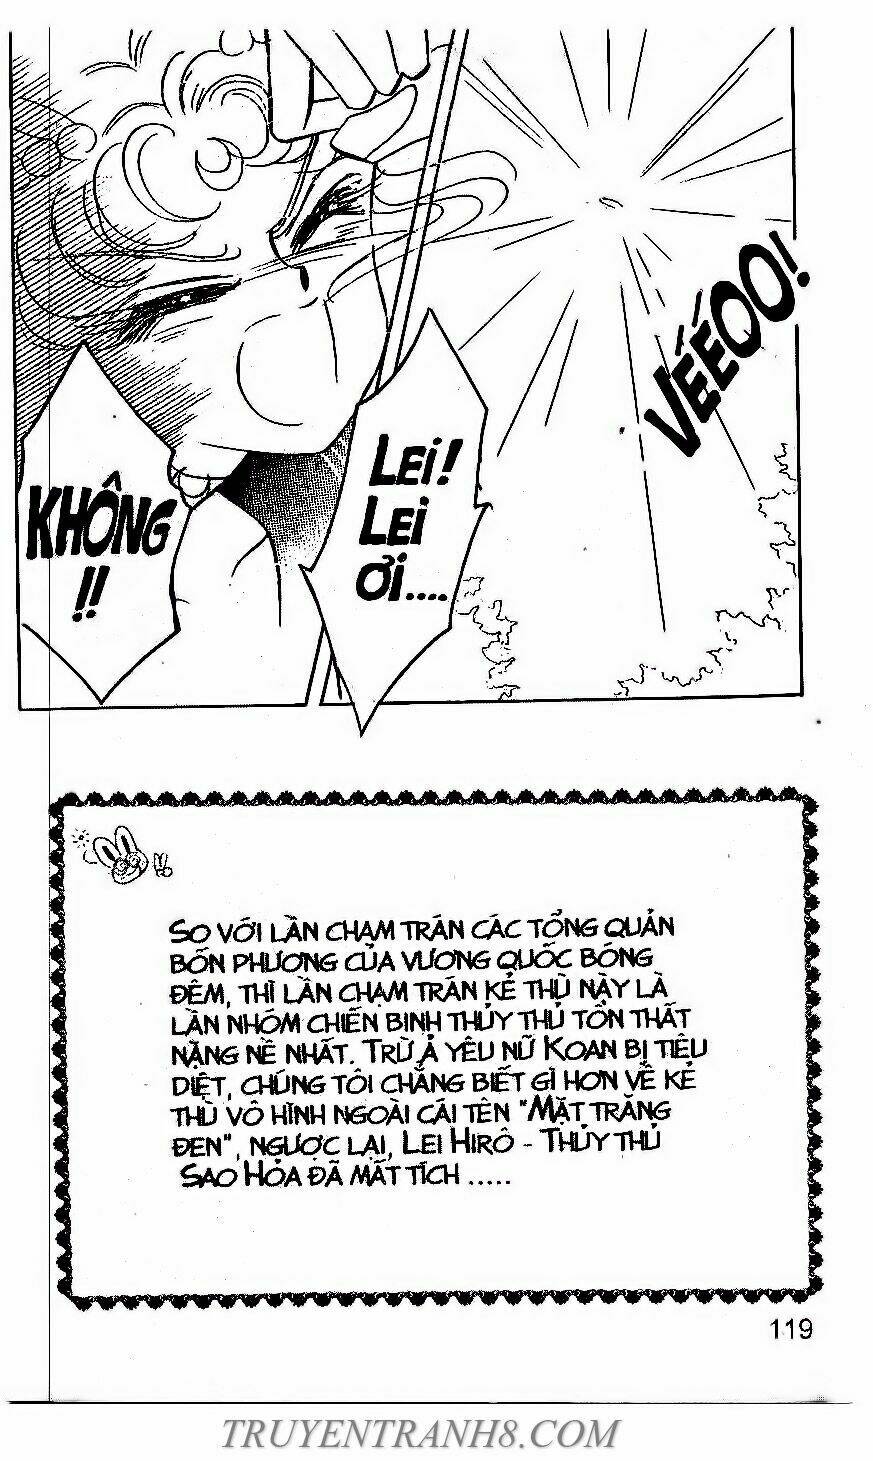 VÉÉOO!
LEI!
LEI
ƠI....
KHÔNG
!!
SO VỚI LẦN CHẠM TRÁN CÁC TỔNG QUẢN
BỐN PHƯƠNG CỦA VƯƠNG QUỐC BÓNG
ĐÊM, THÌ LẦN CHẠM TRÁN KẺ THÙ NÀY LÀ
LẦN NHÓM CHIẾN BINH THỦY THỦ TỔN THẤT
NẶNG NỀ NHẤT. TRỪ Ả YÊU NỮ KOAN BỊ TIÊU
DIỆT, CHÚNG TÔI CHẲNG BIẾT GÌ HƠN VỀ KẺ
THÙ VÔ HÌNH NGOÀI CÁI TÊN "MẶT TRĂNG
ĐEN", NGƯỢC LẠI, LEI HIRÔ - THỦY THỦ
SAO HỎA ĐÃ MẤT TÍCH .....
119
TRUYENTRANH8.COM